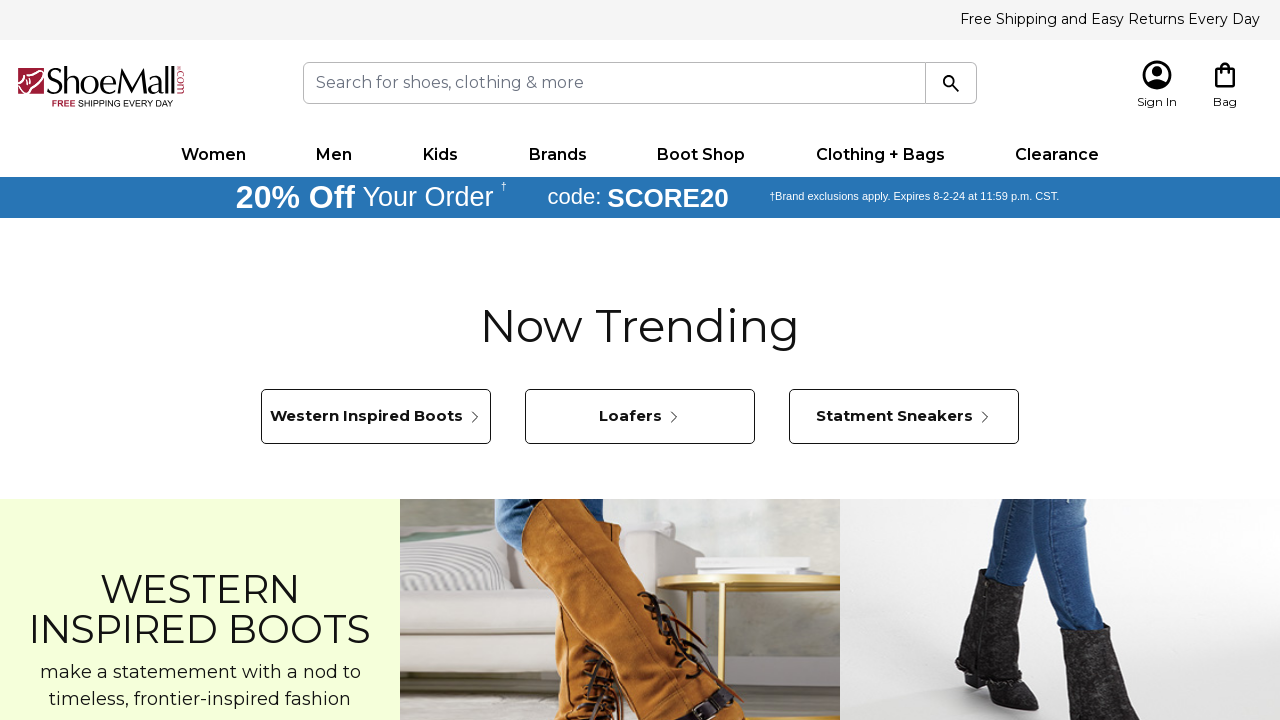 Free Shipping and Easy Returns Every Day
ShoeMall.com®
FREE SHIPPING EVERY DAY
Search for shoes, clothing & more
Sign In
Bag
Women Men Kids Brands Boot Shop Clothing + Bags Clearance
20% Off Your Order † code: SCORE20 †Brand exclusions apply. Expires 8-2-24 at 11:59 p.m. CST.
Now Trending
Western Inspired Boots
Loafers
Statment Sneakers
WESTERN
INSPIRED BOOTS
make a statemement with a nod to
timeless, frontier-inspired fashion